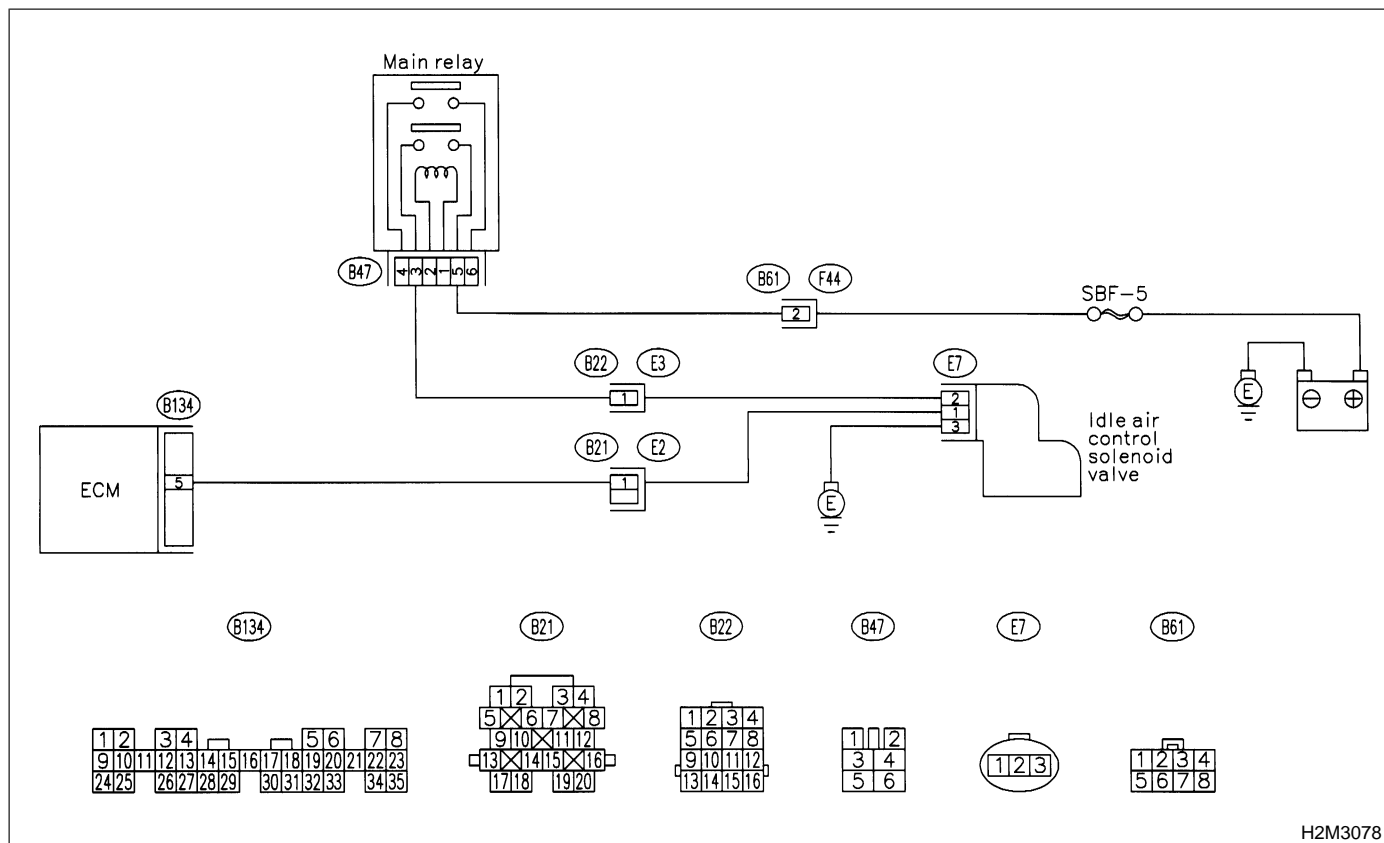 Main relay
B47
4 3 2 1 5 6
B61 F44
2
SBF-5
B22 E3
1
E7
2
1
3
E
⊖ ⊕
Idle air
control
solenoid
valve
B134
B21 E2
ECM
5
1
E
B134 B21 B22 B47 E7 B61
1 2 3 4 5 6 7 8
9 10 11 12 13 14 15 16 17 18 19 20 21 22 23
24 25 26 27 28 29 30 31 32 33 34 35
1 2 3 4
5 6 7 8
9 10 11 12
13 14 15 16
17 18 19 20
1 2 3 4
5 6 7 8
9 10 11 12
13 14 15 16
1 2
3 4
5 6
1 2 3
1 2 3 4
5 6 7 8
H2M3078